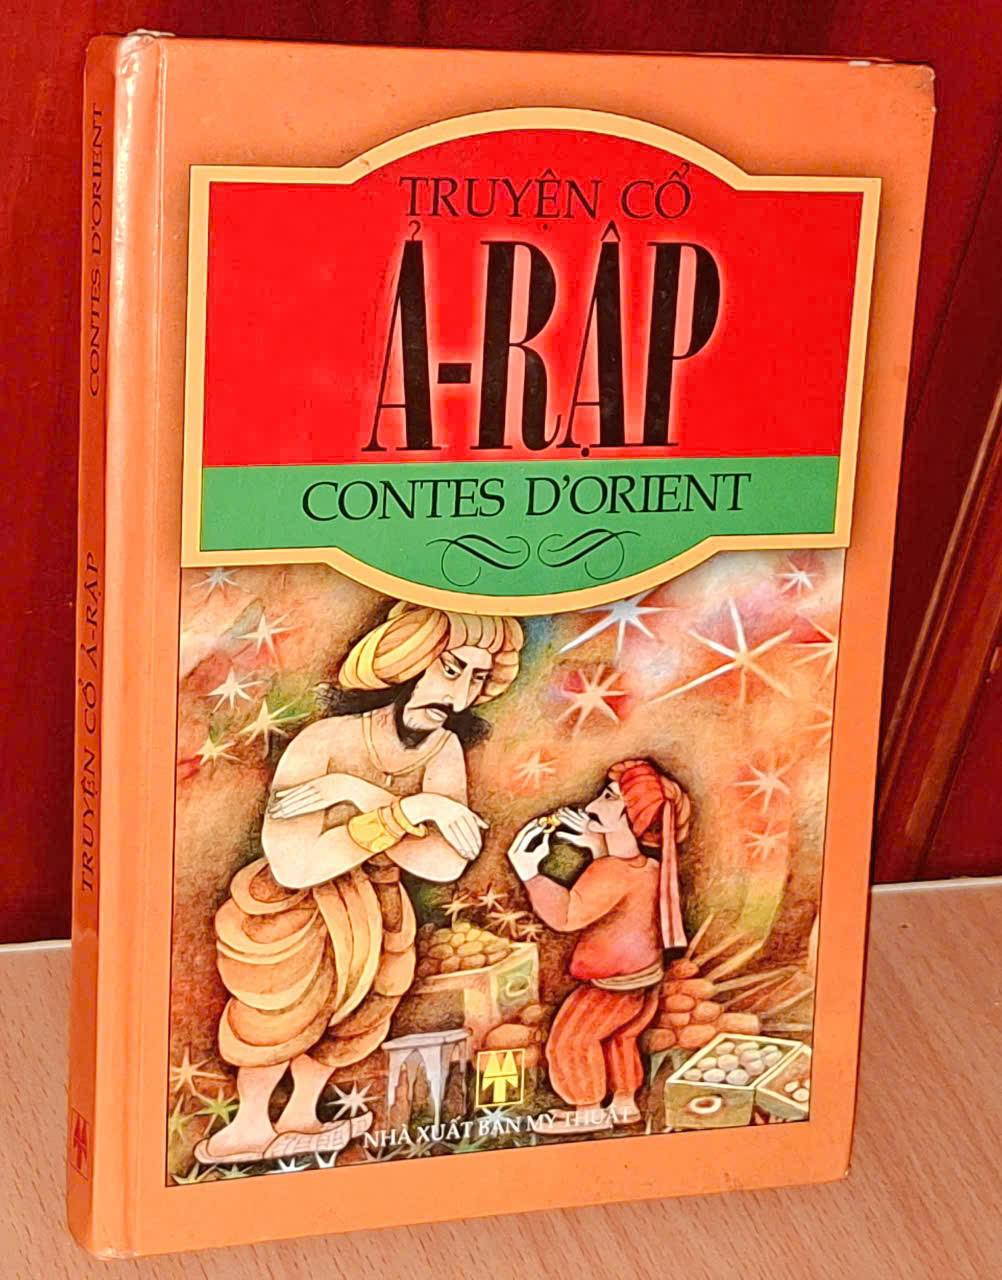 TRUYỆN CỔ
Ả-RẬP
CONTES D'ORIENT
NHÀ XUẤT BẢN MỸ THUẬT
TRUYỆN CỔ Ả-RẬP
CONTES D'ORIENT